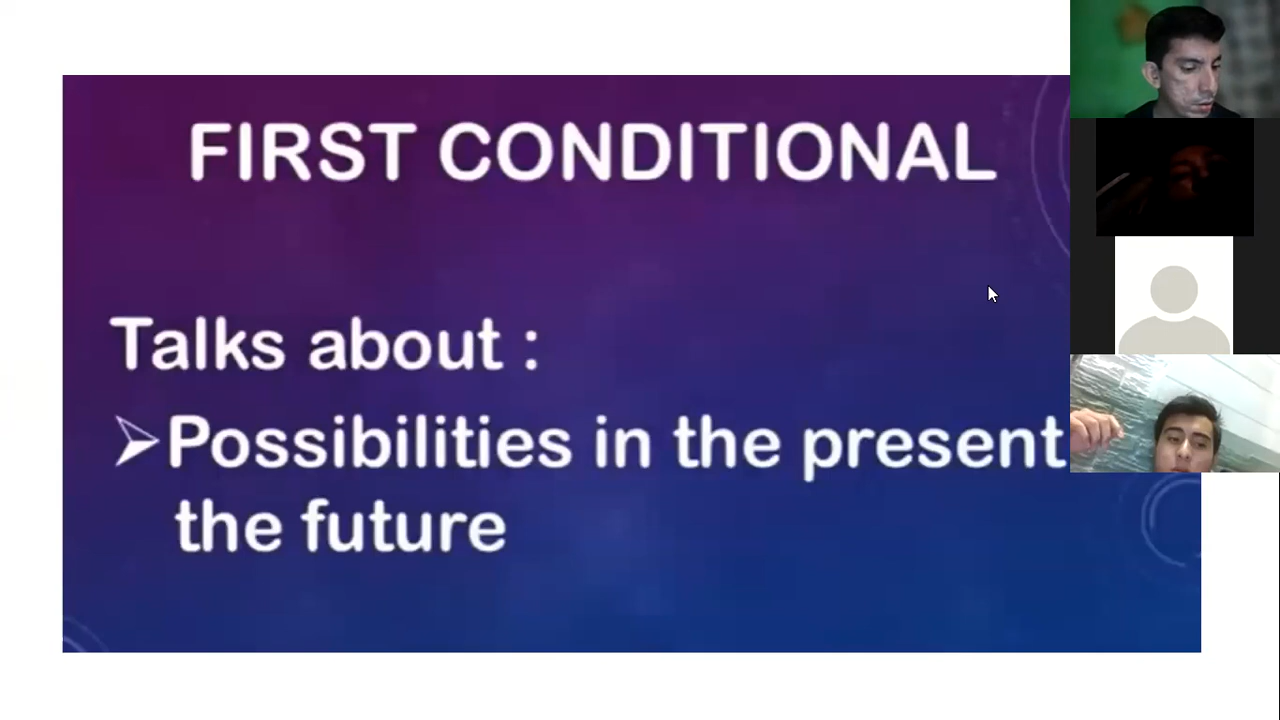 FIRST CONDITIONAL
Talks about :
➢Possibilities in the present
the future